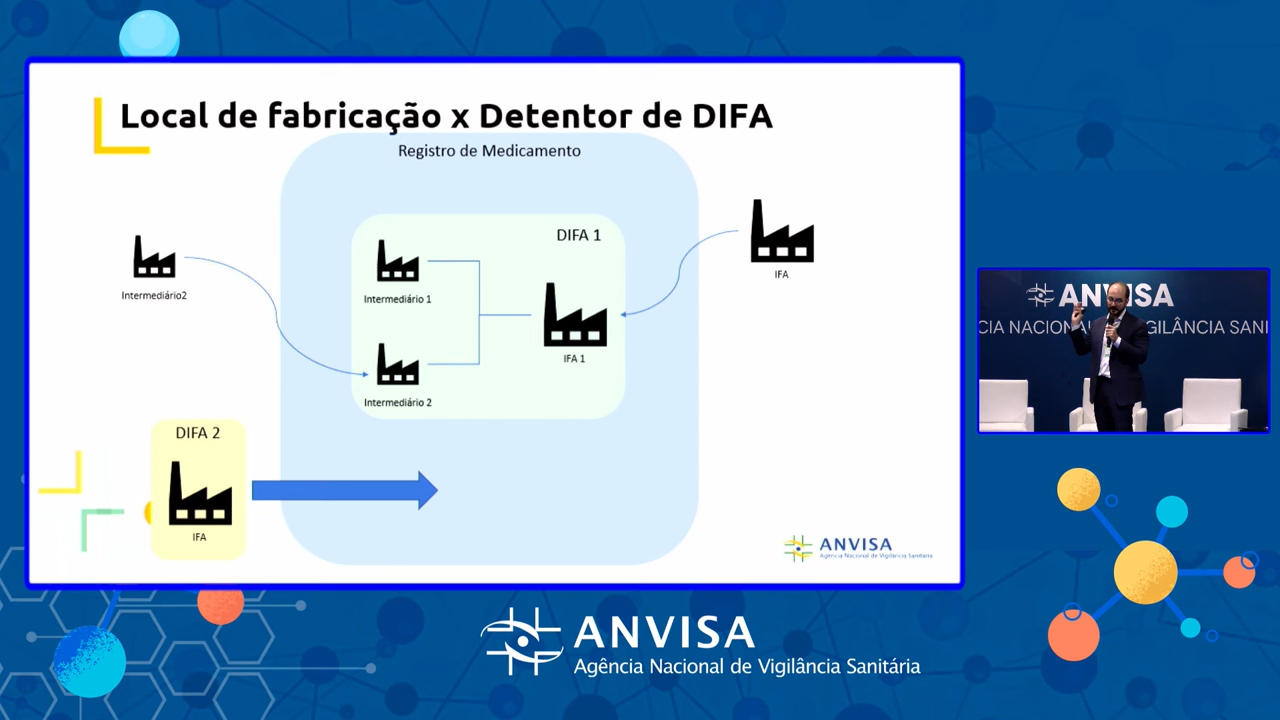 Local de fabricação x Detentor de DIFA
Registro de Medicamento
DIFA 1
Intermediário2
Intermediário 1
IFA
IFA 1
Intermediário 2
DIFA 2
IFA
ANVISA
Agência Nacional de Vigilância Sanitária
ANVISA
CIA NACION VIGILÂNCIA SANI
ANVISA
Agência Nacional de Vigilância Sanitária